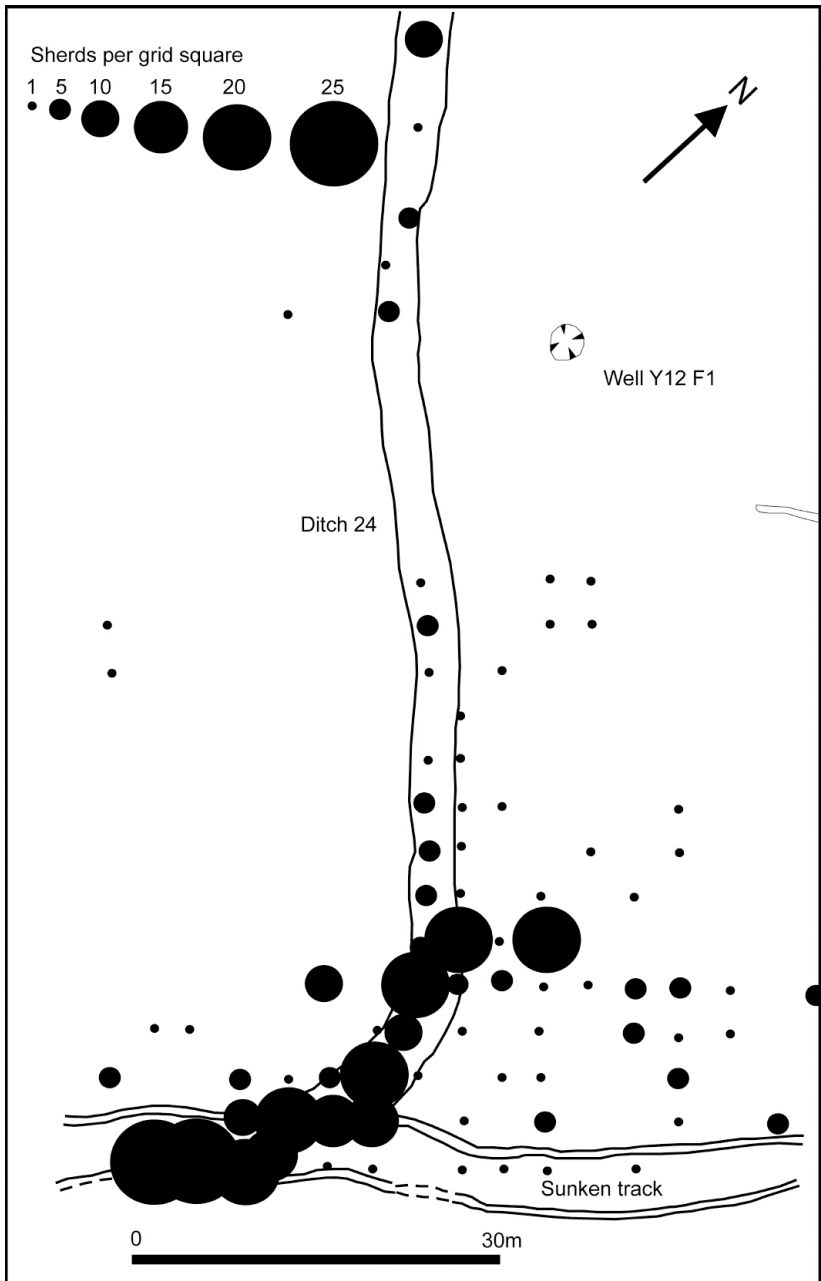 Sherds per grid square
1 5 10 15 20 25
N
Well Y12 F1
Ditch 24
Sunken track
0 30m